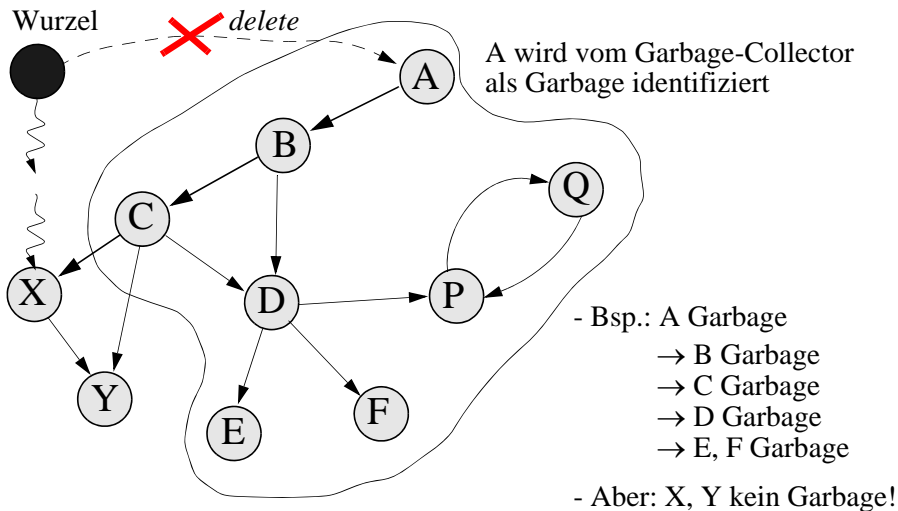 Wurzel
delete
A
A wird vom Garbage-Collector
als Garbage identifiziert
B
Q
C
X
D
P
- Bsp.: A Garbage
→ B Garbage
→ C Garbage
→ D Garbage
→ E, F Garbage
Y
E
F
- Aber: X, Y kein Garbage!